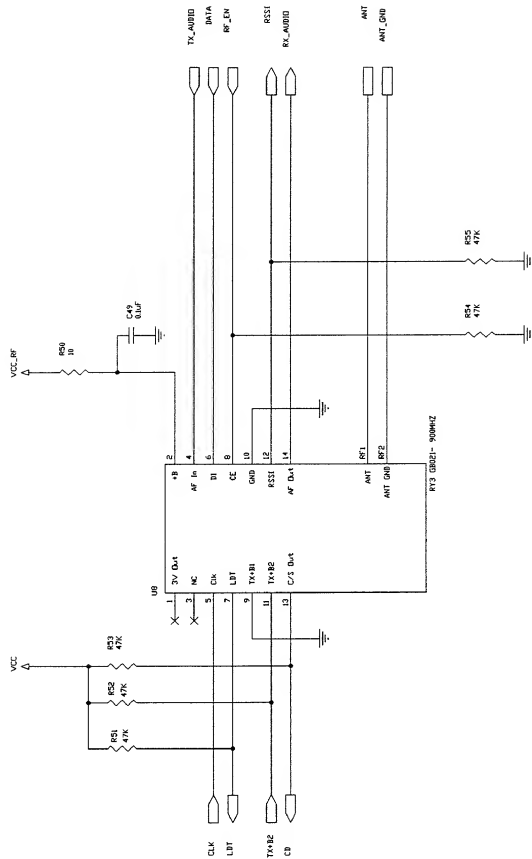 VCC_RF
R50
10
C49
0.1uF
TX_AUDIO
DATA
RF_EN
RSSI
RX_AUDIO
ANT
ANT_GND
R54
47K
R55
47K
2
4
6
8
10
12
14
RF1
RF2
+B
AF In
DI
CE
GND
RSSI
AF Out
ANT
ANT GND
RY3 GB021- 900MHZ
U8
3V Out
NC
Clk
LDT
TX+B1
TX+B2
C/S Out
1
3
5
7
9
11
13
VCC
R53
47K
R52
47K
R51
47K
CLK
LDT
TX+B2
CD